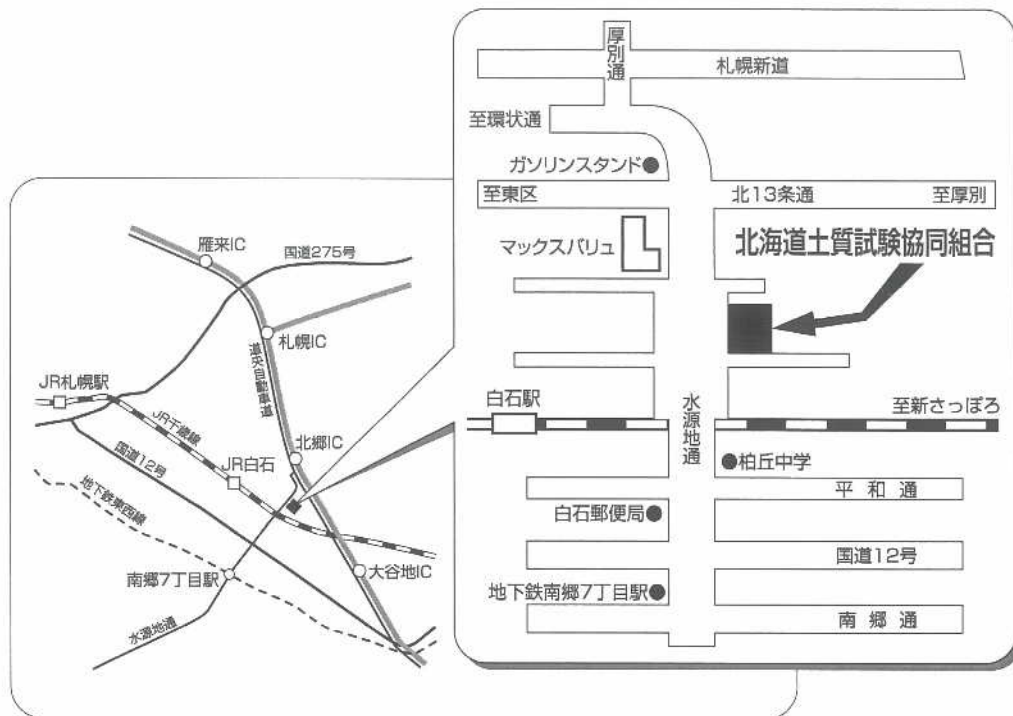 厚別通
札幌新道
至環状通
ガソリンスタンド
至東区
北13条通
至厚別
マックスバリュ
北海道土質試験協同組合
白石駅
水源地通
至新さっぽろ
柏丘中学
平和通
白石郵便局
国道12号
地下鉄南郷7丁目駅
南郷通
雁来IC
国道275号
札幌IC
道央自動車道
JR札幌駅
JR千歳線
北郷IC
国道12号
JR白石
地下鉄東西線
南郷7丁目駅
大谷地IC
水源地通